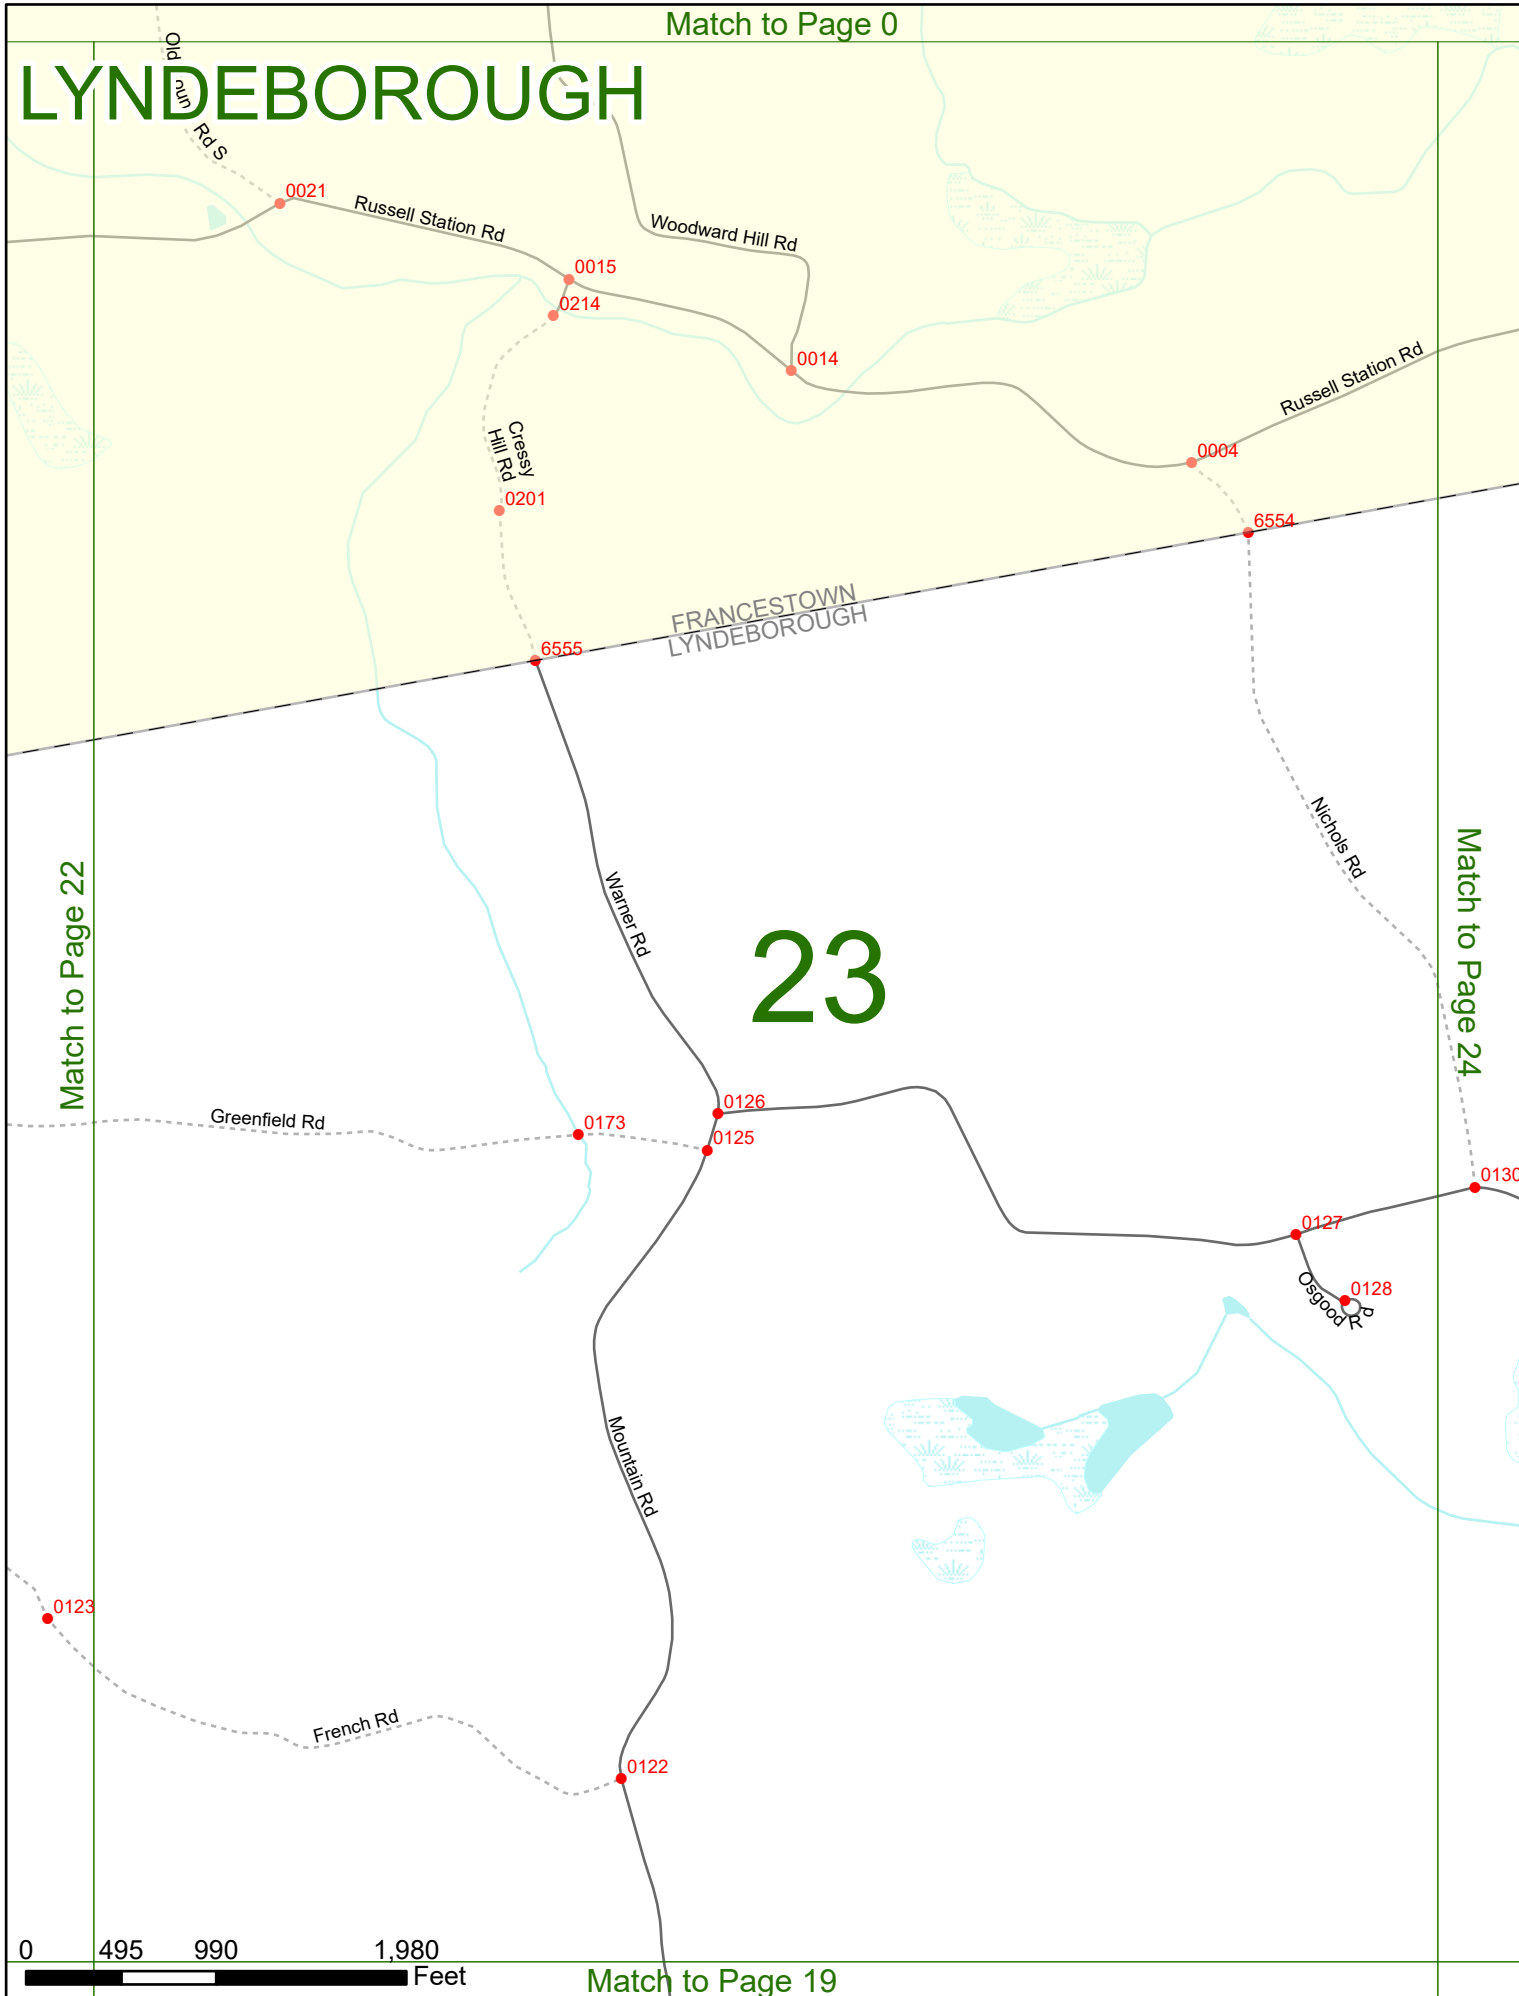 Match to Page 0
LYNDEBOROUGH
Old
Rd S
0021
Russell Station Rd
Woodward Hill Rd
0015
0214
0014
Russell Station Rd
Cressy
Hill Rd
0004
0201
6554
FRANCESTOWN
LYNDEBOROUGH
6555
Nichols Rd
Match to Page 22
Warner Rd
23
Match to Page 24
Greenfield Rd
0173
0126
0125
0130
0127
0128
Osgood Rd
Mountain Rd
0123
French Rd
0122
0 495 990 1,980
Feet
Match to Page 19